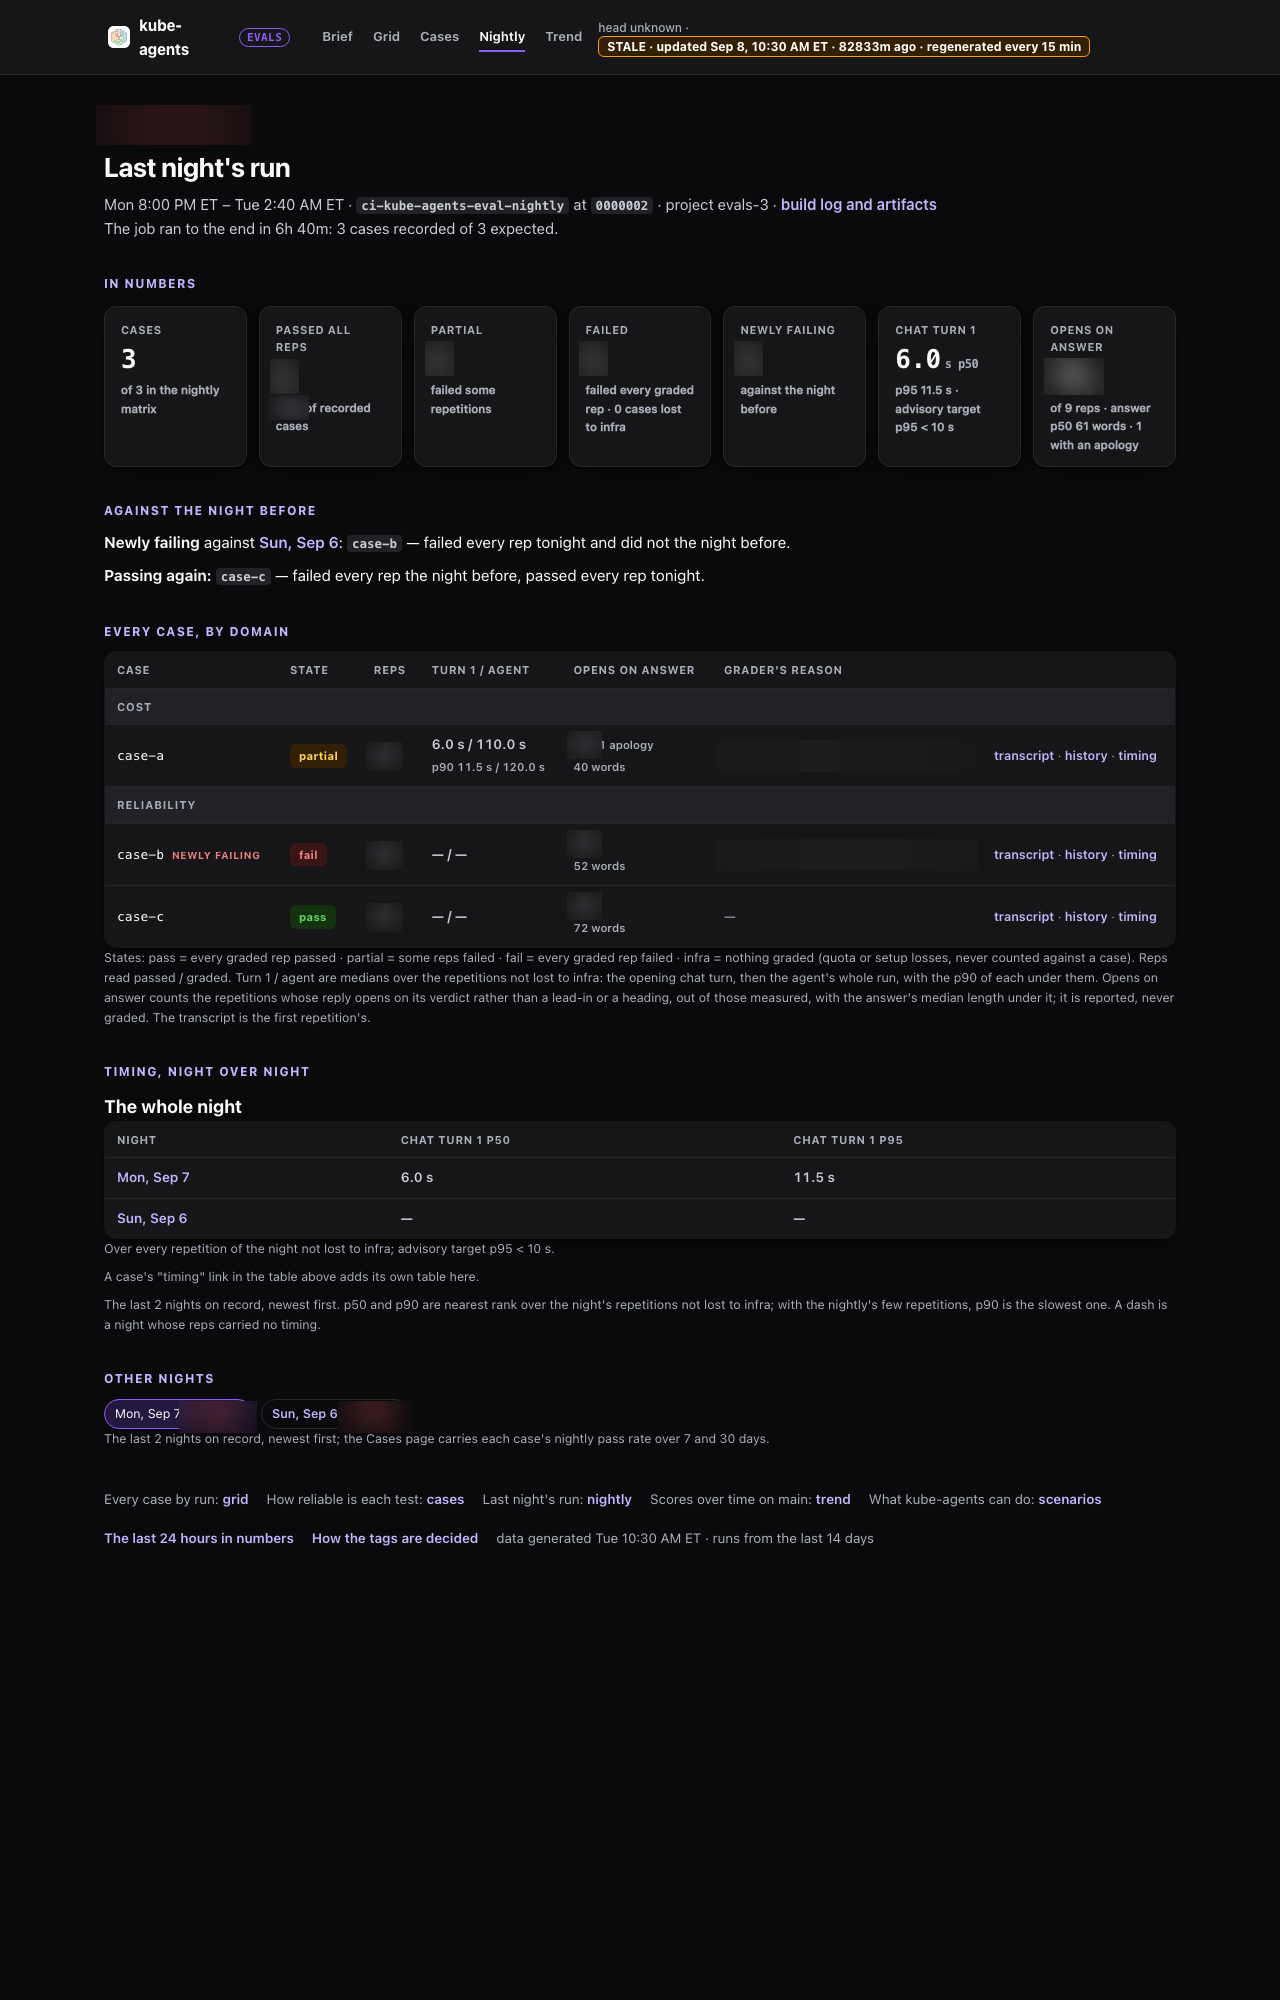 kube-agents
EVALS
Brief
Grid
Cases
Nightly
Trend
head unknown ·
STALE · updated Sep 8, 10:30 AM ET · 82833m ago · regenerated every 15 min
Last night's run
Mon 8:00 PM ET – Tue 2:40 AM ET · ci-kube-agents-eval-nightly at 0000002 · project evals-3 · build log and artifacts
The job ran to the end in 6h 40m: 3 cases recorded of 3 expected.
IN NUMBERS
CASES
3
of 3 in the nightly
matrix
PASSED ALL
REPS
of recorded
cases
PARTIAL
failed some
repetitions
FAILED
failed every graded
rep · 0 cases lost
to infra
NEWLY FAILING
against the night
before
CHAT TURN 1
6.0 s p50
p95 11.5 s ·
advisory target
p95 < 10 s
OPENS ON
ANSWER
of 9 reps · answer
p50 61 words · 1
with an apology
AGAINST THE NIGHT BEFORE
Newly failing against Sun, Sep 6: case-b — failed every rep tonight and did not the night before.
Passing again: case-c — failed every rep the night before, passed every rep tonight.
EVERY CASE, BY DOMAIN
CASE STATE REPS TURN 1 / AGENT OPENS ON ANSWER GRADER'S REASON
COST
case-a partial 6.0 s / 110.0 s apology transcript · history · timing
p90 11.5 s / 120.0 s 40 words
RELIABILITY
case-b NEWLY FAILING fail — / — transcript · history · timing
52 words
case-c pass — / — — transcript · history · timing
72 words
States: pass = every graded rep passed · partial = some reps failed · fail = every graded rep failed · infra = nothing graded (quota or setup losses, never counted against a case). Reps
read passed / graded. Turn 1 / agent are medians over the repetitions not lost to infra: the opening chat turn, then the agent's whole run, with the p90 of each under them. Opens on
answer counts the repetitions whose reply opens on its verdict rather than a lead-in or a heading, out of those measured, with the answer's median length under it; it is reported, never
graded. The transcript is the first repetition's.
TIMING, NIGHT OVER NIGHT
The whole night
NIGHT CHAT TURN 1 P50 CHAT TURN 1 P95
Mon, Sep 7 6.0 s 11.5 s
Sun, Sep 6 — —
Over every repetition of the night not lost to infra; advisory target p95 < 10 s.
A case's "timing" link in the table above adds its own table here.
The last 2 nights on record, newest first. p50 and p90 are nearest rank over the night's repetitions not lost to infra; with the nightly's few repetitions, p90 is the slowest one. A dash is
a night whose reps carried no timing.
OTHER NIGHTS
Mon, Sep 7 Sun, Sep 6
The last 2 nights on record, newest first; the Cases page carries each case's nightly pass rate over 7 and 30 days.
Every case by run: grid How reliable is each test: cases Last night's run: nightly Scores over time on main: trend What kube-agents can do: scenarios
The last 24 hours in numbers How the tags are decided data generated Tue 10:30 AM ET · runs from the last 14 days